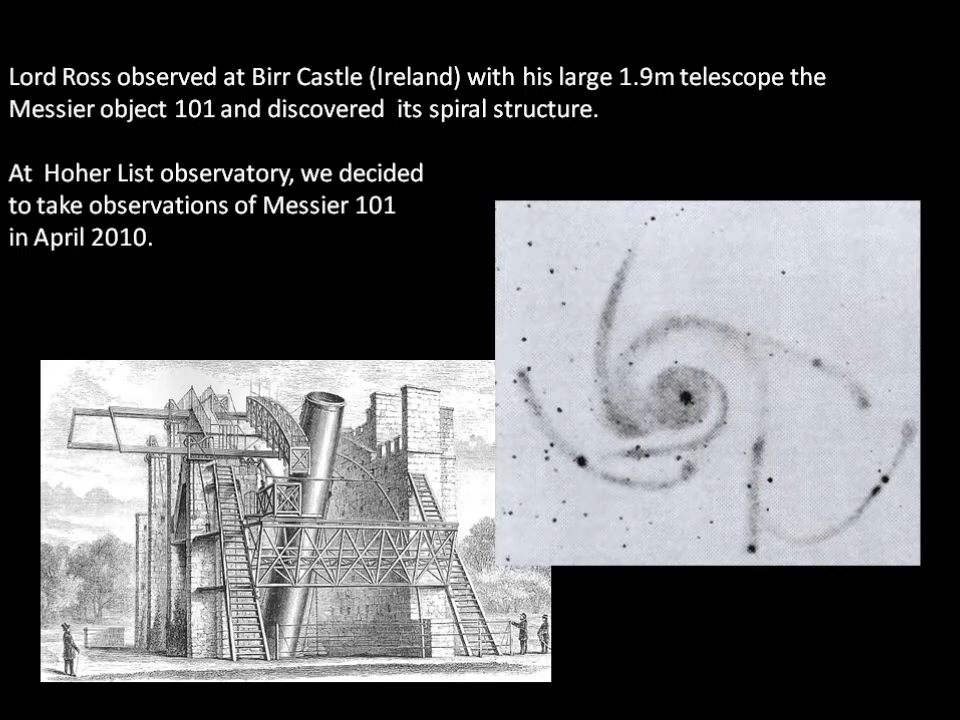 Lord Ross observed at Birr Castle (Ireland) with his large 1.9m telescope the
Messier object 101 and discovered  its spiral structure.
At  Hoher List observatory, we decided
to take observations of Messier 101
in April 2010.